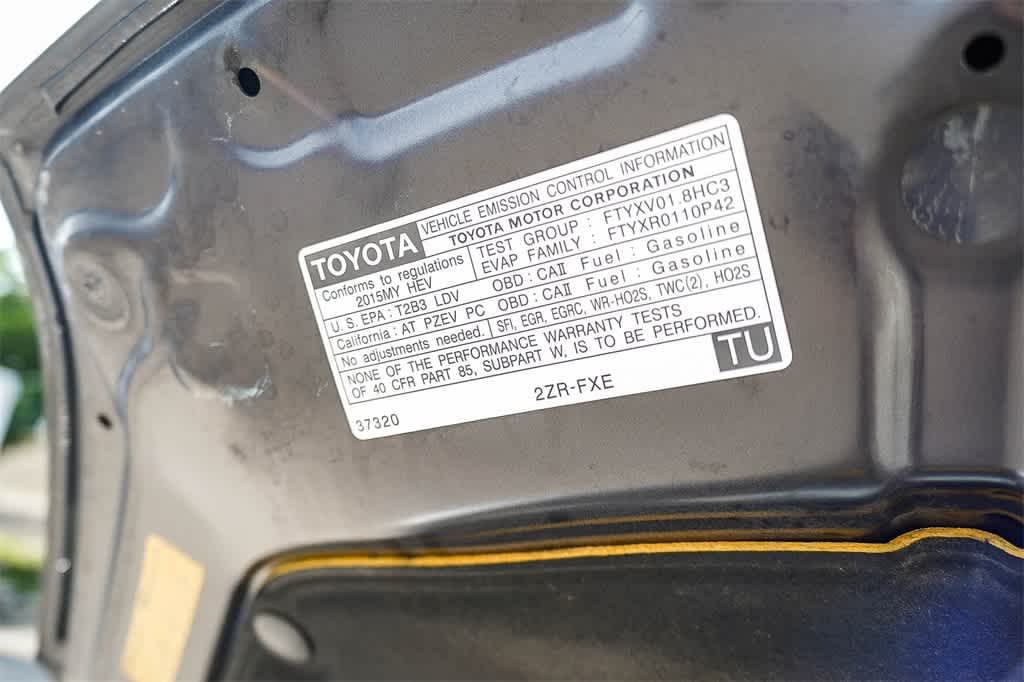 TOYOTA VEHICLE EMISSION CONTROL INFORMATION
TOYOTA MOTOR CORPORATION
Conforms to regulations
2015MY HEV
TEST GROUP : FTYXV01.8HC3
EVAP FAMILY : FTYXR0110P42
U.S. EPA : T2B3 LDV OBD : CAII Fuel : Gasoline
California : AT PZEV PC OBD : CAII Fuel : Gasoline
No adjustments needed. SFI, EGR, EGRC, WR-HO2S, TWC(2), HO2S
NONE OF THE PERFORMANCE WARRANTY TESTS
OF 40 CFR PART 85, SUBPART W, IS TO BE PERFORMED.
TU
37320 2ZR-FXE